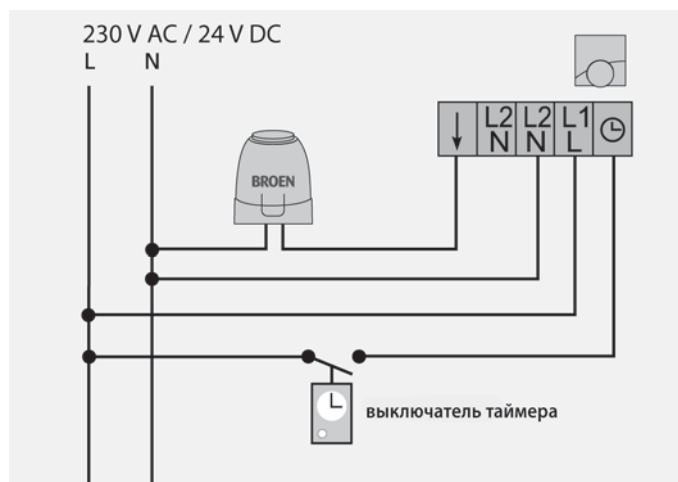 230 V AC / 24 V DC
L N
L2 L2 L1
N N L
BROEN
выключатель таймера